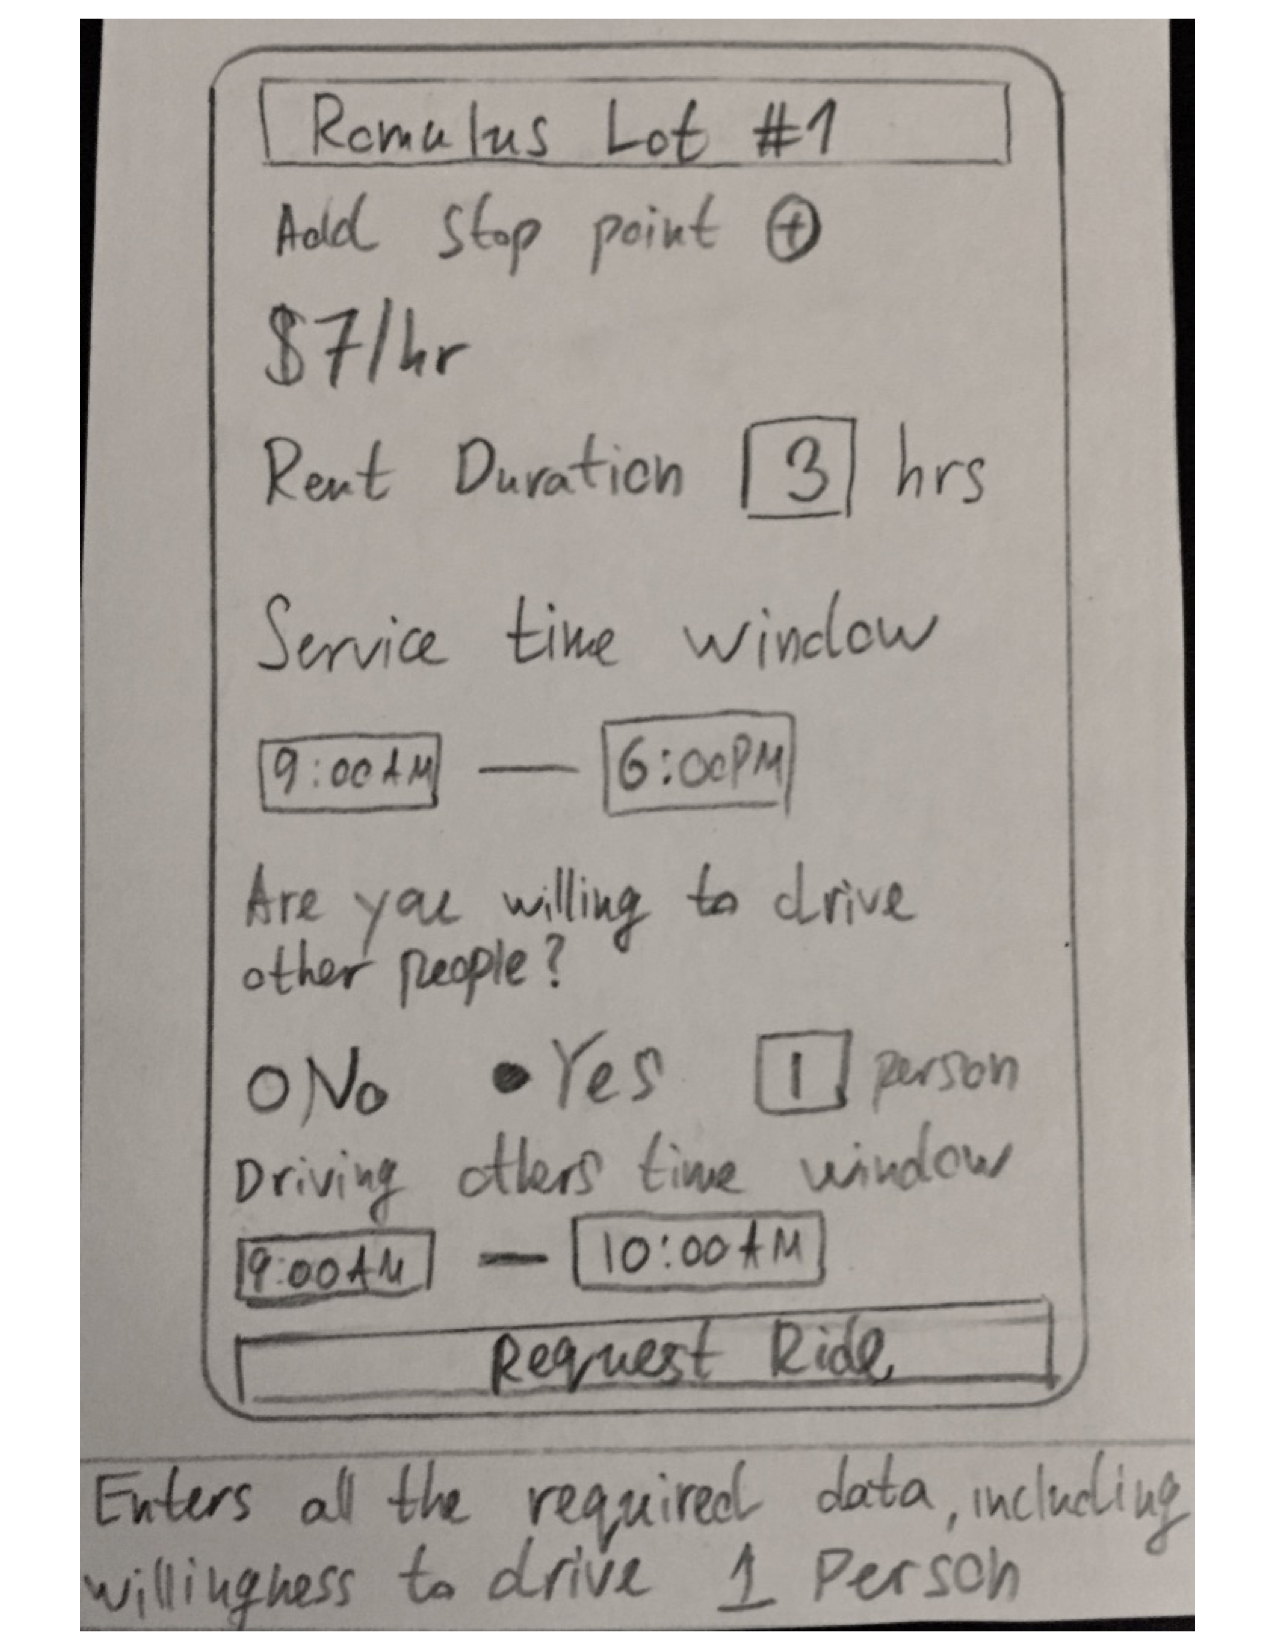 Romulus Lot #1
Add stop point ⊕
$7/hr
Rent Duration 3 hrs
Service time window
9:00AM — 6:00PM
Are you willing to drive
other people?
○ No ● Yes 1 person
Driving others time window
9:00AM — 10:00AM
Request Ride
Enters all the required data, including
willingness to drive 1 Person